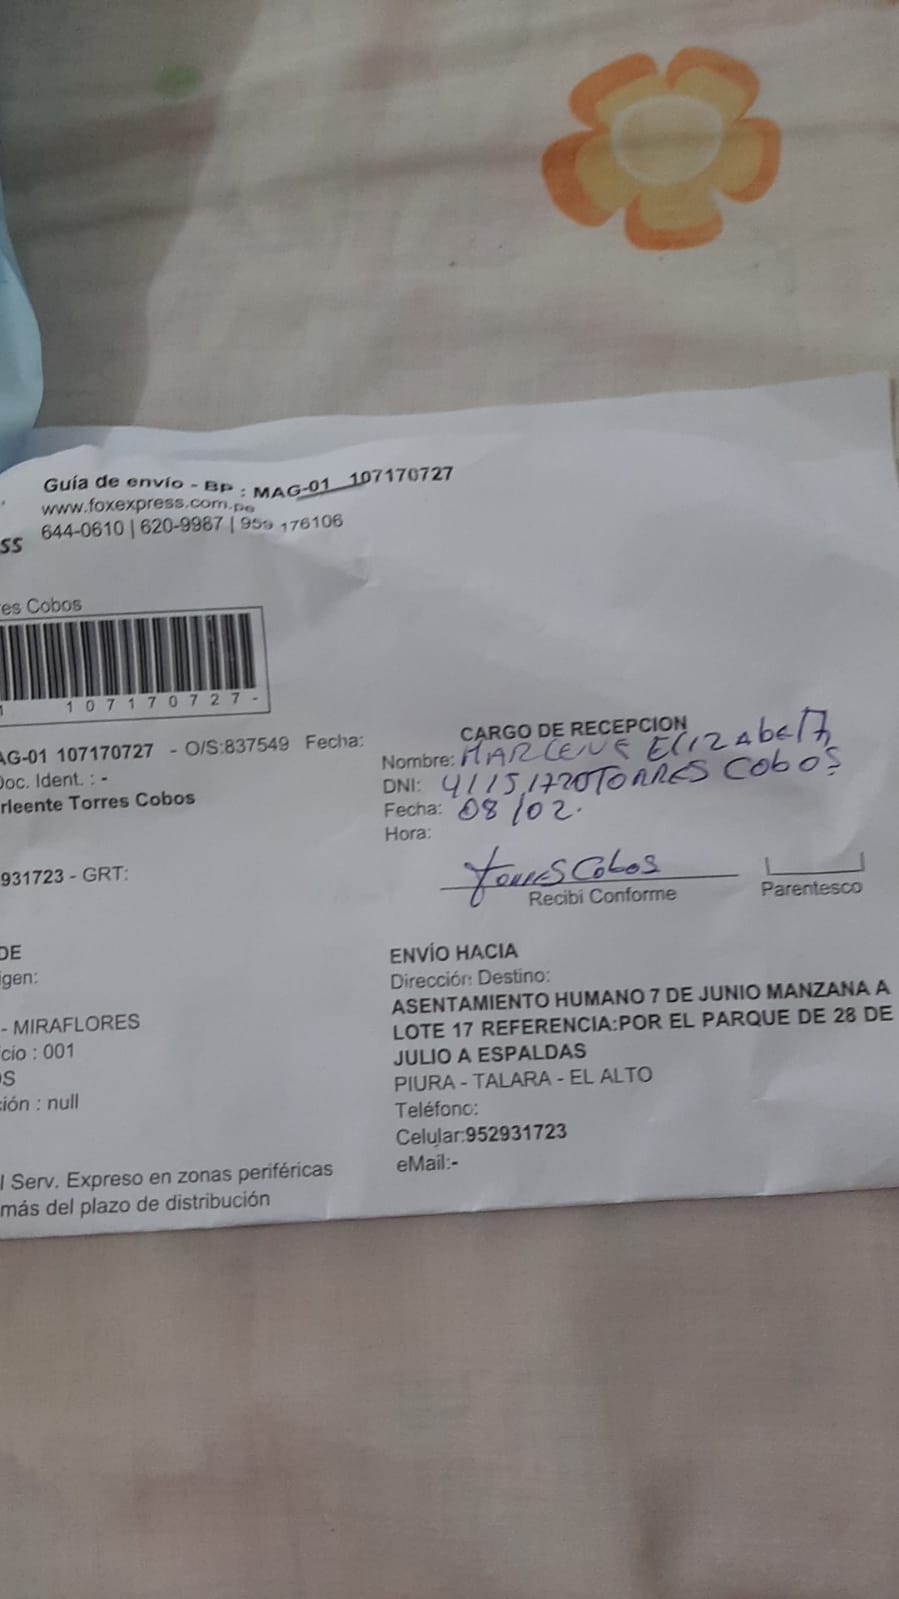 Guía de envío - BP : MAG-01 107170727
www.foxexpress.com.pe
644-0610 | 620-9987 | 959 176106
ss
res Cobos
107170727-
AG-01 107170727 - O/S:837549 Fecha:
Doc. Ident. : -
rleente Torres Cobos
931723 - GRT:
CARGO DE RECEPCION
Nombre: MARLENE ELIZAbeTh
DNI: 41151720 TORRES CObOS
Fecha: 08/02.
Hora:
Torres Cobos
Recibi Conforme
Parentesco
DE
igen:
- MIRAFLORES
cio : 001
OS
ción : null
l Serv. Expreso en zonas periféricas
más del plazo de distribución
ENVÍO HACIA
Dirección Destino:
ASENTAMIENTO HUMANO 7 DE JUNIO MANZANA A
LOTE 17 REFERENCIA:POR EL PARQUE DE 28 DE
JULIO A ESPALDAS
PIURA - TALARA - EL ALTO
Teléfono:
Celular:952931723
eMail:-